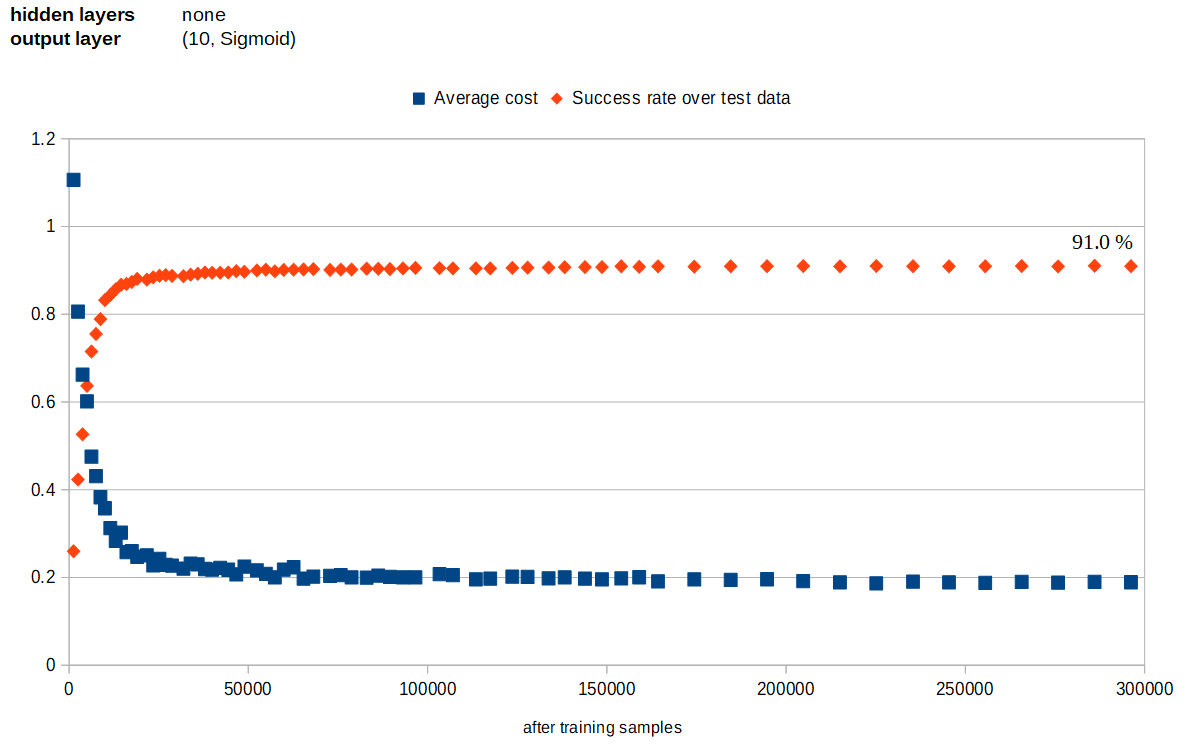 hidden layers none
output layer (10, Sigmoid)
Average cost Success rate over test data
1.2
1
91.0 %
0.8
0.6
0.4
0.2
0
0 50000 100000 150000 200000 250000 300000
after training samples